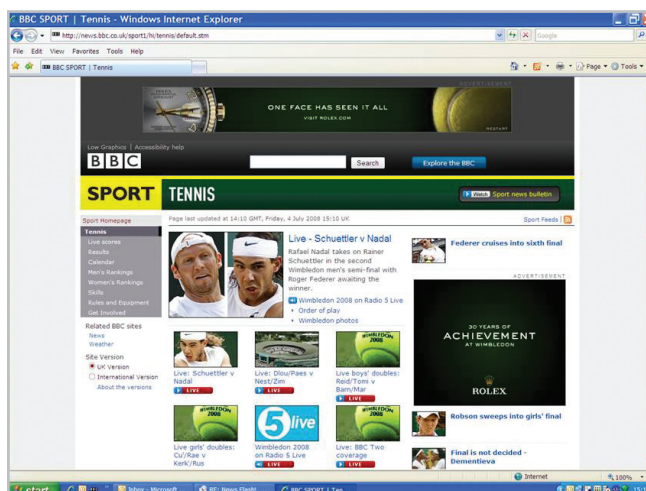 BBC SPORT | Tennis - Windows Internet Explorer
http://news.bbc.co.uk/sport1/hi/tennis/default.stm
Google
File Edit View Favorites Tools Help
BBC SPORT | Tennis
Page
Tools
ADVERTISEMENT
ROLEX
ONE FACE HAS SEEN IT ALL
VISIT ROLEX.COM
RESTART
Low Graphics | Accessibility help
BBC
Search
Explore the BBC
SPORT TENNIS
Watch Sport news bulletin
Sport Homepage
Tennis
Live scores
Results
Calendar
Men's Rankings
Women's Rankings
Skills
Rules and Equipment
Get Involved
Related BBC sites
News
Weather
Site Version
UK Version
International Version
About the versions
Page last updated at 14:10 GMT, Friday, 4 July 2008 15:10 UK
Sport Feeds
Live - Schuettler v Nadal
Rafael Nadal takes on Rainer
Schuettler in the second
Wimbledon men's semi-final with
Roger Federer awaiting the
winner.
Wimbledon 2008 on Radio 5 Live
Order of play
Wimbledon photos
Live: Schuettler v
Nadal
LIVE
Live: Dlou/Paes v
Nest/Zim
LIVE
WIMBLEDON
Live boys' doubles:
Reid/Tomi v
Barn/Mar
LIVE
WIMBLEDON
Live girls' doubles:
Cu'/Rae v
Kerk'/Rus
5 live
Wimbledon 2008
on Radio 5 Live
LIVE
WIMBLEDON
Live: BBC Two
coverage
LIVE
Federer cruises into sixth final
ADVERTISEMENT
30 YEARS OF
ACHIEVEMENT
AT WIMBLEDON
ROLEX
Robson sweeps into girls' final
Final is not decided -
Dementieva
Internet
100%
start
Inbox - Microsoft
RE: News Flash
BBC SPORT | Ten